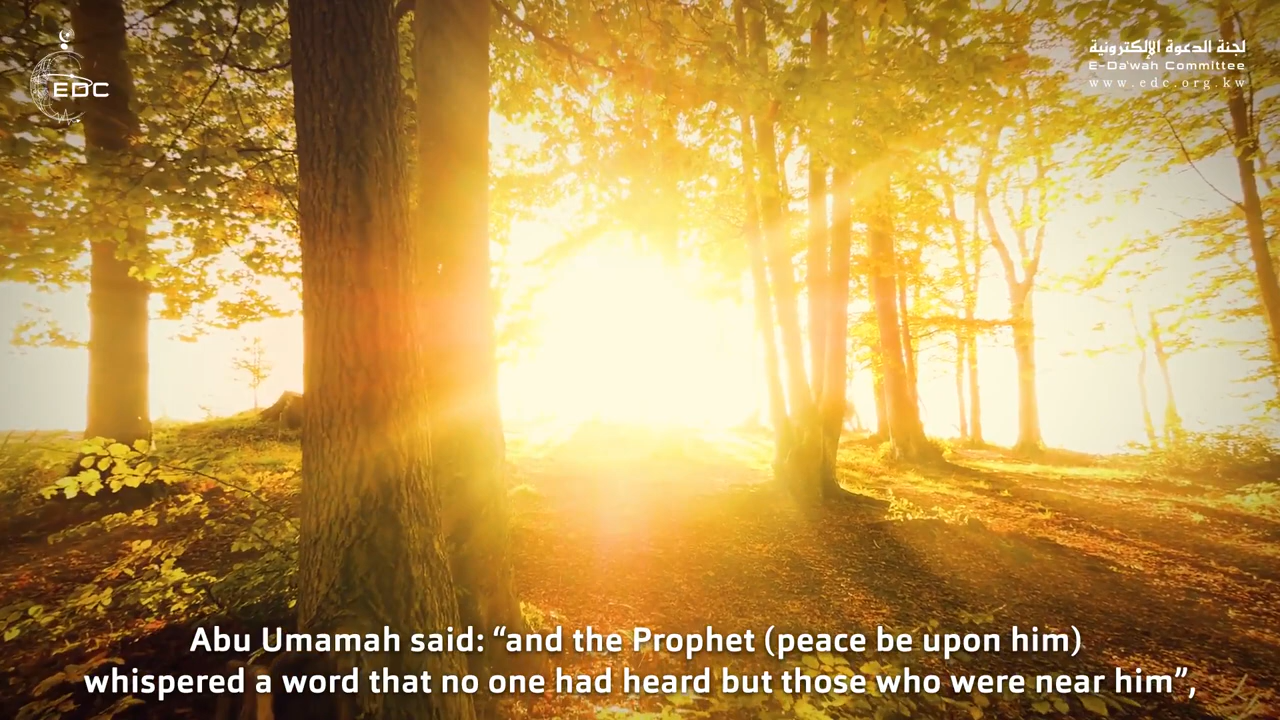 EDC
لجنة الدعوة الإلكترونية
E-Da'wah Committee
www.edc.org.kw
Abu Umamah said: “and the Prophet (peace be upon him)
whispered a word that no one had heard but those who were near him”,